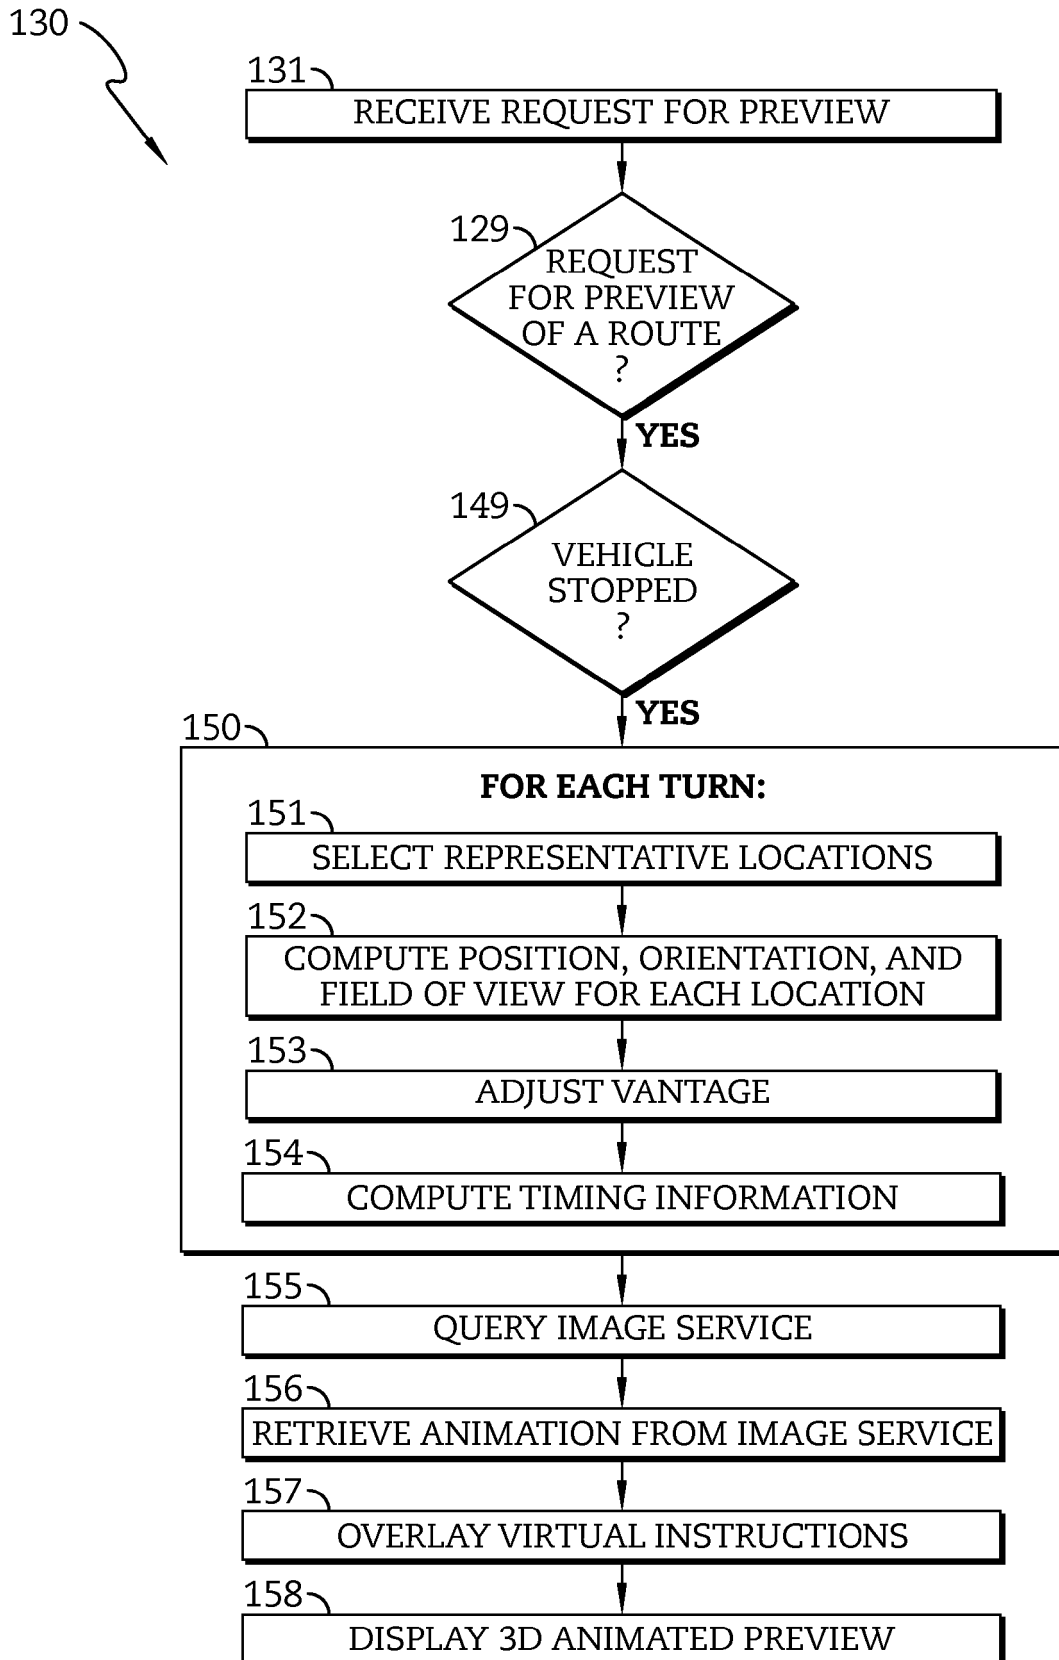 130
131
RECEIVE REQUEST FOR PREVIEW
129
REQUEST
FOR PREVIEW
OF A ROUTE
?
YES
149
VEHICLE
STOPPED
?
YES
150
FOR EACH TURN:
151
SELECT REPRESENTATIVE LOCATIONS
152
COMPUTE POSITION, ORIENTATION, AND
FIELD OF VIEW FOR EACH LOCATION
153
ADJUST VANTAGE
154
COMPUTE TIMING INFORMATION
155
QUERY IMAGE SERVICE
156
RETRIEVE ANIMATION FROM IMAGE SERVICE
157
OVERLAY VIRTUAL INSTRUCTIONS
158
DISPLAY 3D ANIMATED PREVIEW